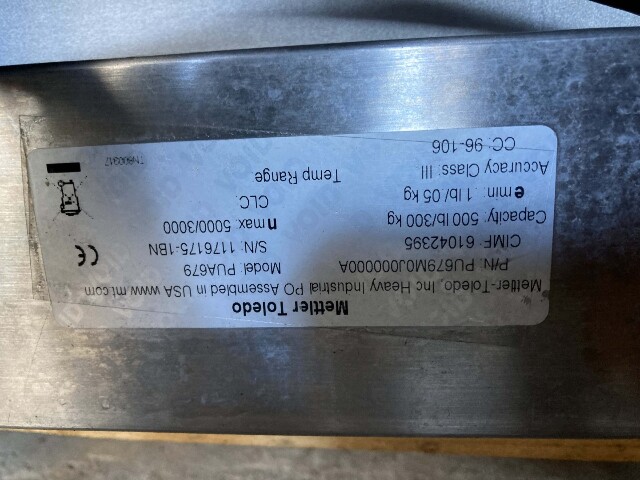 Mettler Toledo
Mettler-Toledo, Inc Heavy Industrial PO Assembled in USA www.mt.com
P/N: PU679M0J000000A Model: PUA679
CIMF: 61042395 S/N: 1176175-1BN
Capacity: 500 lb/300 kg n max: 5000/3000
e min: 1 lb/.05 kg CLC:
Accuracy Class: III Temp Range
CC: 96-106